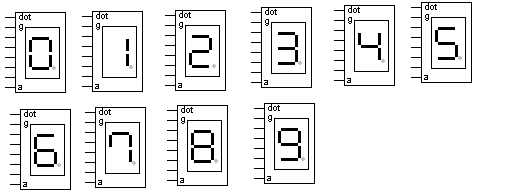 dot dot dot dot dot dot
g g g g g g
0 1 2 3 4 5
a a a a a a
dot dot dot dot
g g g g
6 7 8 9
a a a a